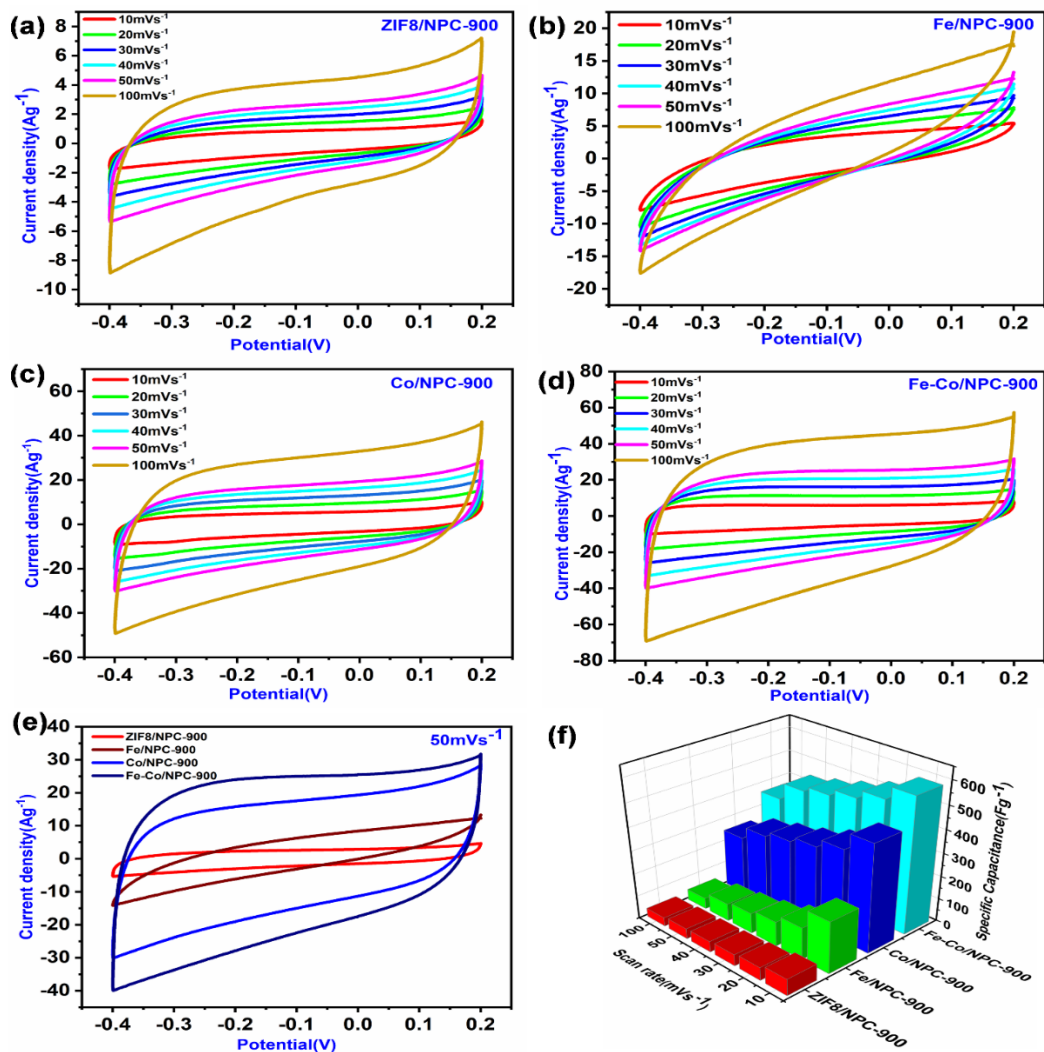 (a)
ZIF8/NPC-900
10mVs⁻¹
20mVs⁻¹
30mVs⁻¹
40mVs⁻¹
50mVs⁻¹
100mVs⁻¹
Current density(Ag⁻¹)
8
6
4
2
0
-2
-4
-6
-8
-10
-0.4 -0.3 -0.2 -0.1 0.0 0.1 0.2
Potential(V)
(b)
Fe/NPC-900
10mVs⁻¹
20mVs⁻¹
30mVs⁻¹
40mVs⁻¹
50mVs⁻¹
100mVs⁻¹
Current density(Ag⁻¹)
20
15
10
5
0
-5
-10
-15
-20
-0.4 -0.3 -0.2 -0.1 0.0 0.1 0.2
Potential(V)
(c)
Co/NPC-900
10mVs⁻¹
20mVs⁻¹
30mVs⁻¹
40mVs⁻¹
50mVs⁻¹
100mVs⁻¹
Current density(Ag⁻¹)
60
40
20
0
-20
-40
-60
-0.4 -0.3 -0.2 -0.1 0.0 0.1 0.2
Potential(V)
(d)
Fe-Co/NPC-900
10mVs⁻¹
20mVs⁻¹
30mVs⁻¹
40mVs⁻¹
50mVs⁻¹
100mVs⁻¹
Current density(Ag⁻¹)
80
60
40
20
0
-20
-40
-60
-80
-0.4 -0.3 -0.2 -0.1 0.0 0.1 0.2
Potential(V)
(e)
50mVs⁻¹
ZIF8/NPC-900
Fe/NPC-900
Co/NPC-900
Fe-Co/NPC-900
Current density(Ag⁻¹)
40
30
20
10
0
-10
-20
-30
-40
-0.4 -0.3 -0.2 -0.1 0.0 0.1 0.2
Potential(V)
(f)
600
500
400
300
200
100
0
Specific Capacitance(Fg⁻¹)
100 50 40 30 20 10
Scan rate(mVs⁻¹)
Fe-Co/NPC-900
Co/NPC-900
Fe/NPC-900
ZIF8/NPC-900